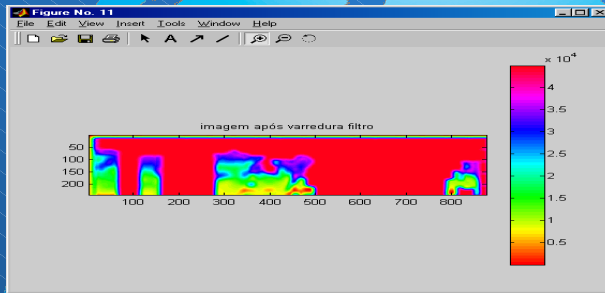 Figure No. 11
File Edit View Insert Tools Window Help
A
x 10^4
imagem após varredura filtro
4
3.5
3
2.5
2
1.5
1
0.5
50
100
150
200
100 200 300 400 500 600 700 800